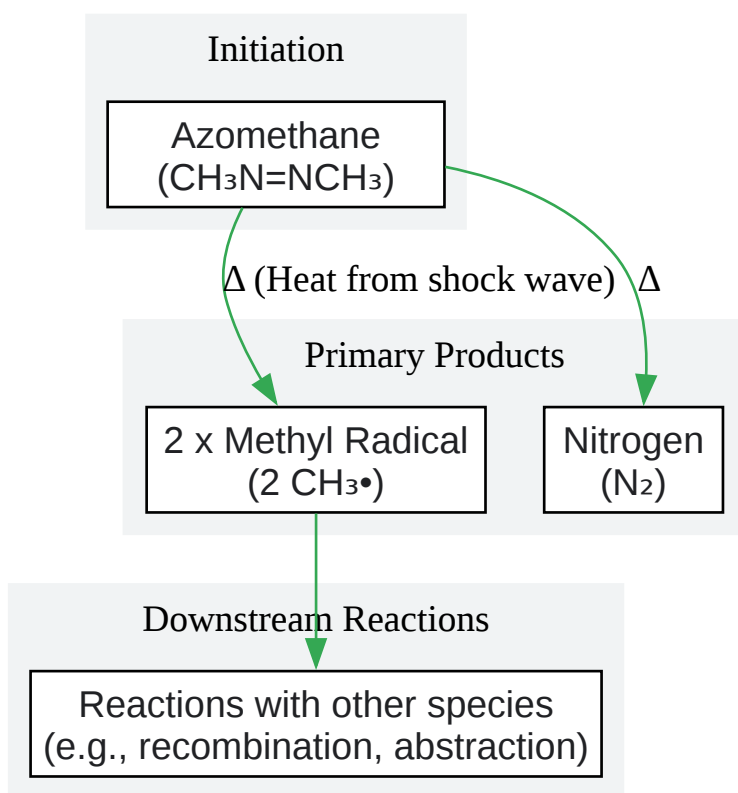 Initiation
Azomethane
(CH₃N=NCH₃)
Δ (Heat from shock wave)
Δ
Primary Products
2 x Methyl Radical
(2 CH₃•)
Nitrogen
(N₂)
Downstream Reactions
Reactions with other species
(e.g., recombination, abstraction)